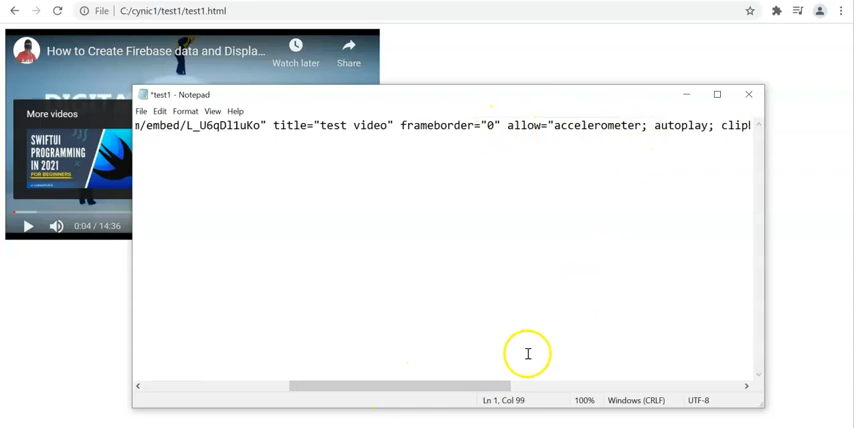 File
C:/cynic1/test1/test1.html
How to Create Firebase data and Displa...
Watch later
Share
DIGITA
More videos
SWIFTUI
PROGRAMMING
IN 2021
FOR BEGINNERS
0:04 / 14:36
*test1 - Notepad
File Edit Format View Help
m/embed/L_U6qDl1uKo" title="test video" frameborder="0" allow="accelerometer; autoplay; clipb
Ln 1, Col 99
100%
Windows (CRLF)
UTF-8